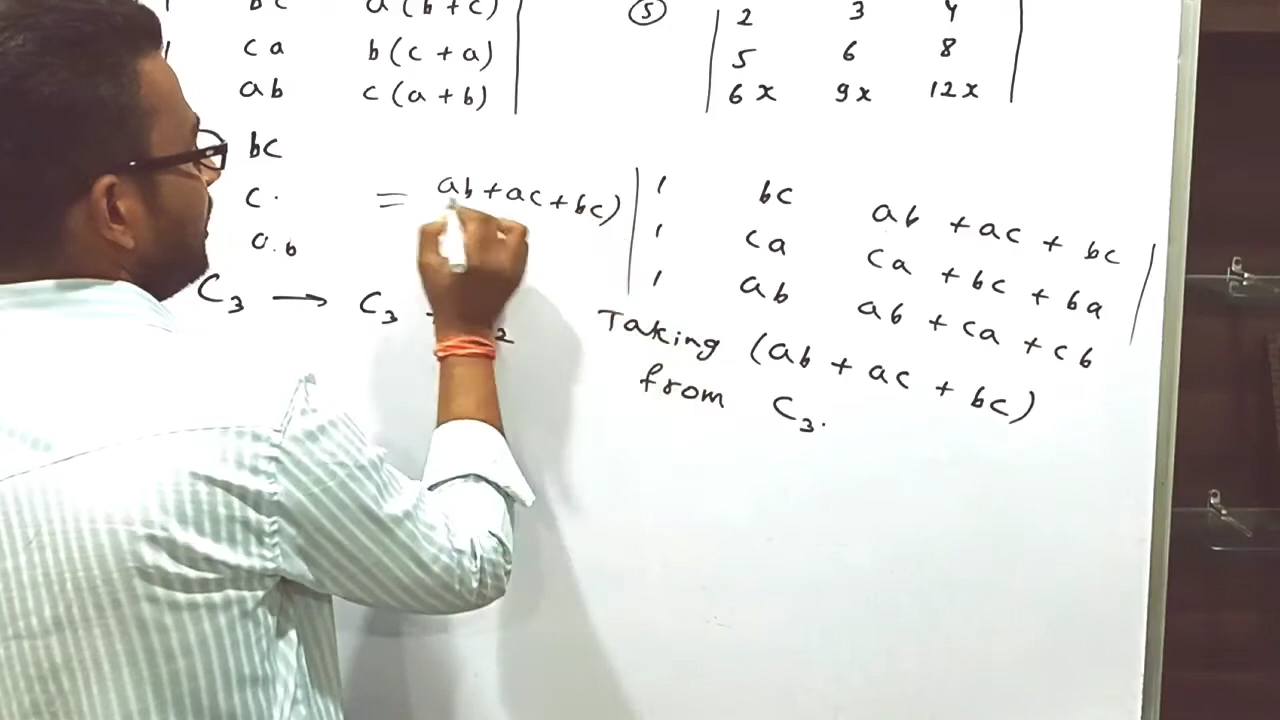 bc a(b+c)
ca b(c+a)
ab c(a+b)
bc
c.
a.b
C₃ → C₃ 2
⑤ 2 3 4
5 6 8
6x 9x 12x
= ab+ac+bc) | 1 bc ab + ac + bc |
1 ca ca + bc + ba
1 ab ab + ca + cb
Taking (ab + ac + bc)
from C₃.